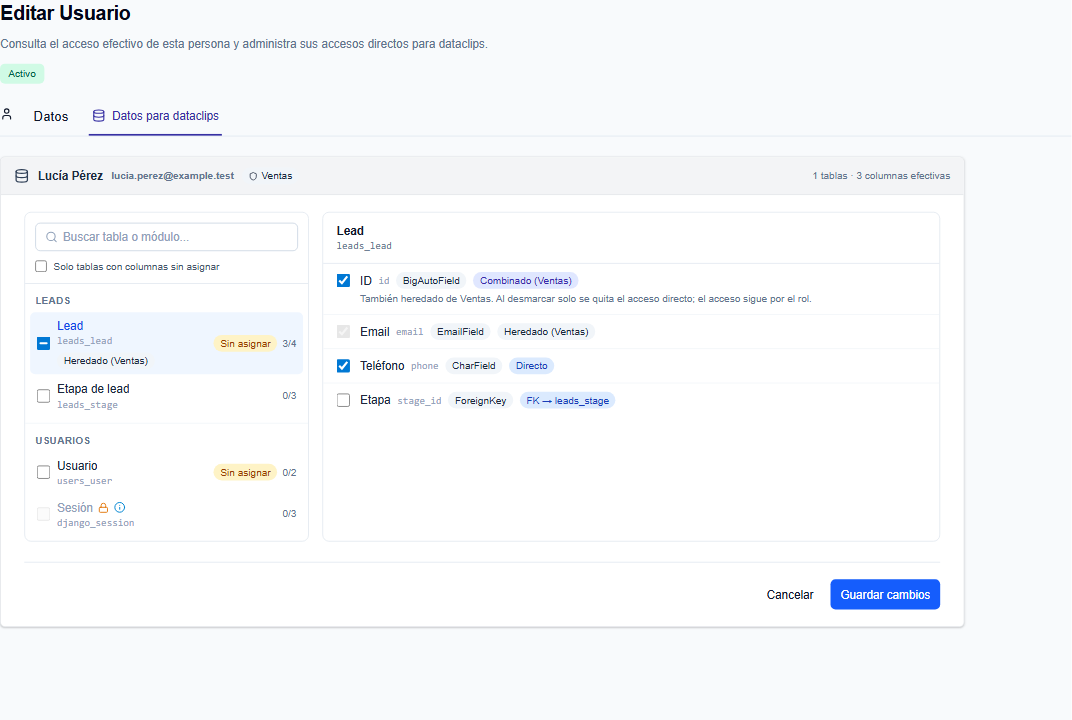 Editar Usuario
Consulta el acceso efectivo de esta persona y administra sus accesos directos para dataclips.
Activo
Datos
Datos para dataclips
Lucía Pérez lucia.perez@example.test Ventas
1 tablas · 3 columnas efectivas
Buscar tabla o módulo...
Solo tablas con columnas sin asignar
LEADS
Lead
leads_lead
Sin asignar 3/4
Heredado (Ventas)
Etapa de lead
leads_stage
0/3
USUARIOS
Usuario
users_user
Sin asignar 0/2
Sesión
django_session
0/3
Lead
leads_lead
ID id BigAutoField Combinado (Ventas)
También heredado de Ventas. Al desmarcar solo se quita el acceso directo; el acceso sigue por el rol.
Email email EmailField Heredado (Ventas)
Teléfono phone CharField Directo
Etapa stage_id ForeignKey FK → leads_stage
Cancelar
Guardar cambios